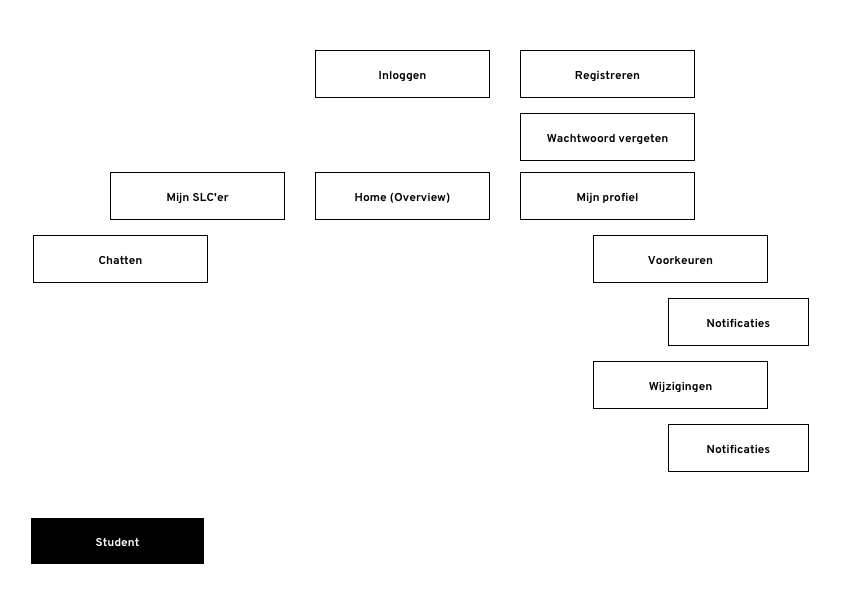 Inloggen
Registreren
Wachtwoord vergeten
Mijn SLC'er
Home (Overview)
Mijn profiel
Chatten
Voorkeuren
Notificaties
Wijzigingen
Notificaties
Student